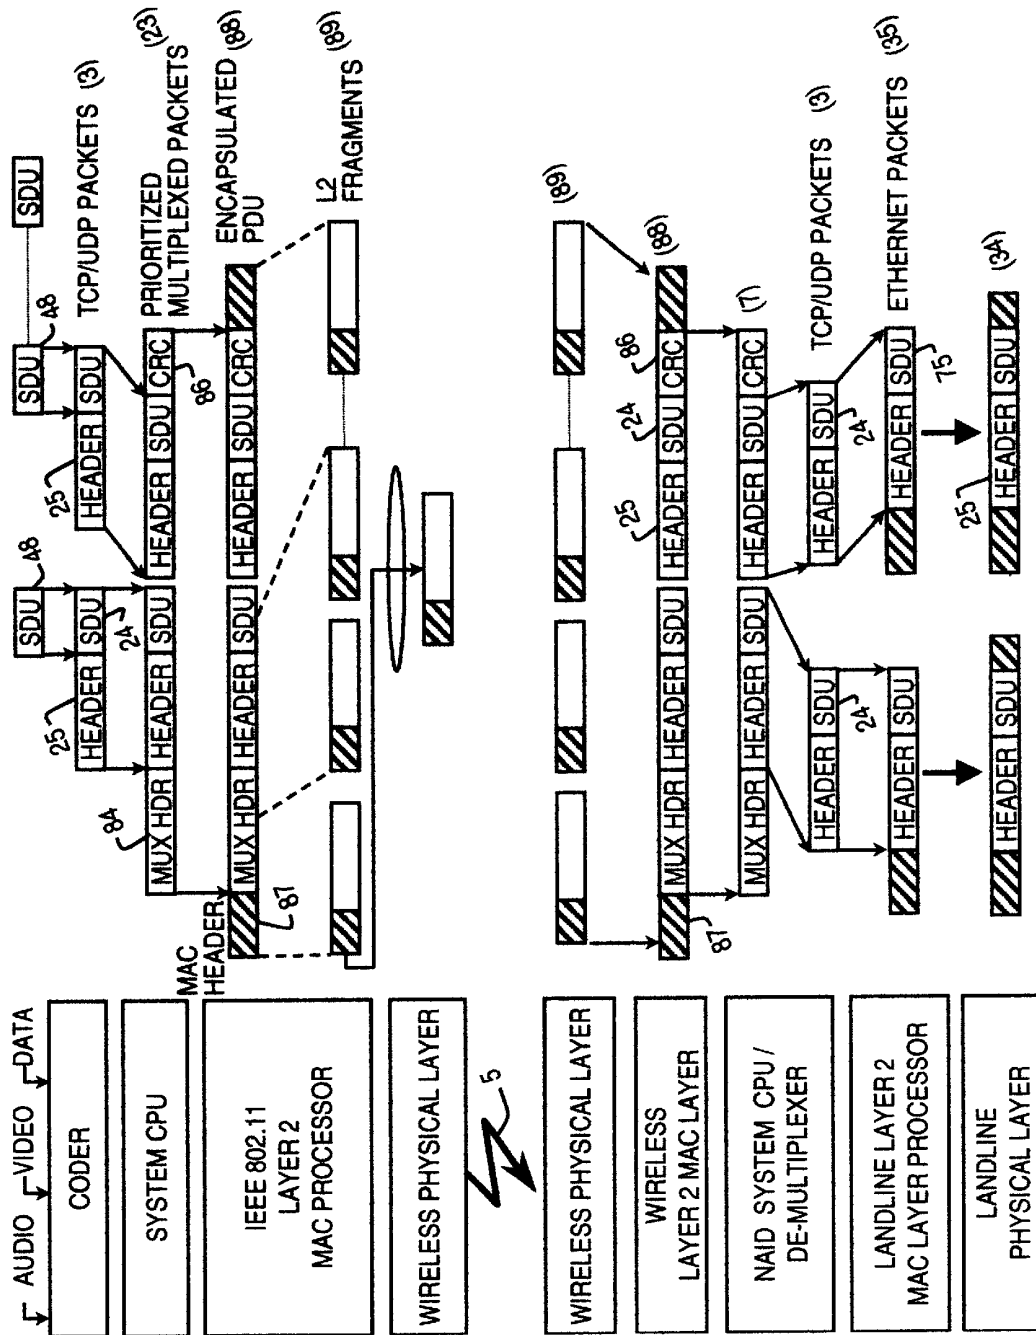 AUDIO VIDEO DATA
CODER
SDU SDU SDU
48 48
SYSTEM CPU
25 HEADER SDU 24 25 HEADER SDU TCP/UDP PACKETS (3)
84 MUX HDR HEADER SDU HEADER SDU CRC 86 PRIORITIZED MULTIPLEXED PACKETS (23)
IEEE 802.11
LAYER 2
MAC PROCESSOR
MAC
HEADER
87 MUX HDR HEADER SDU HEADER SDU CRC
ENCAPSULATED (88)
PDU
L2
FRAGMENTS (89)
WIRELESS PHYSICAL LAYER
5
WIRELESS PHYSICAL LAYER
(89)
WIRELESS
LAYER 2 MAC LAYER
87 MUX HDR HEADER SDU 25 HEADER 24 SDU 86 CRC (88)
NAID SYSTEM CPU /
DE-MULTIPLEXER
MUX HDR HEADER SDU HEADER SDU CRC (7)
HEADER SDU 24 HEADER SDU 24 TCP/UDP PACKETS (3)
LANDLINE LAYER 2
MAC LAYER PROCESSOR
HEADER SDU HEADER SDU 75 ETHERNET PACKETS (35)
LANDLINE
PHYSICAL LAYER
HEADER SDU 25 HEADER SDU (34)